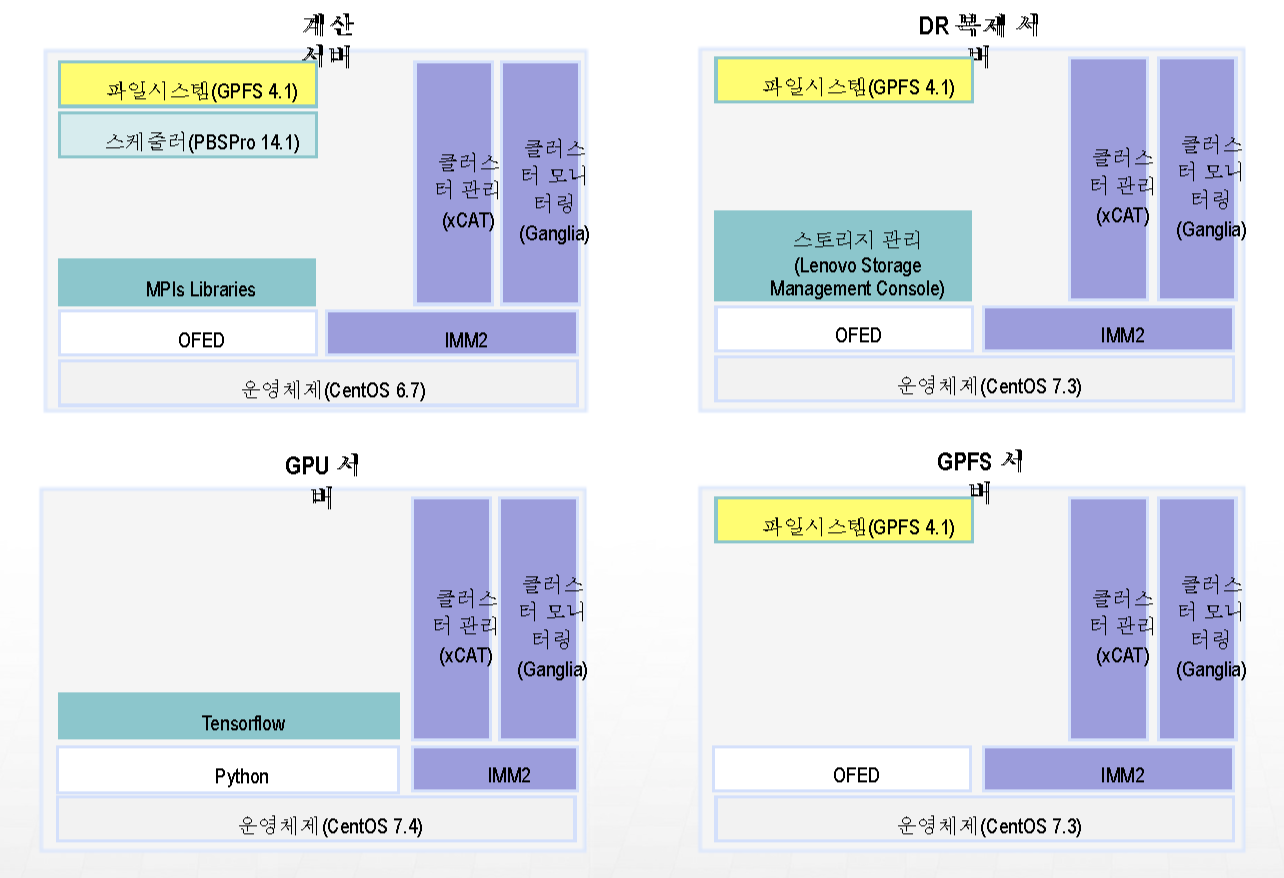 계산
서버
파일시스템(GPFS 4.1)
스케줄러(PBSPro 14.1)
MPIs Libraries
OFED
클러스
터 관리
(xCAT)
클러스
터 모니
터링
(Ganglia)
IMM2
운영체제(CentOS 6.7)
DR 복제 서
버
파일시스템(GPFS 4.1)
스토리지 관리
(Lenovo Storage
Management Console)
OFED
클러스
터 관리
(xCAT)
클러스
터 모니
터링
(Ganglia)
IMM2
운영체제(CentOS 7.3)
GPU 서
버
Tensorflow
Python
클러스
터 관리
(xCAT)
클러스
터 모니
터링
(Ganglia)
IMM2
운영체제(CentOS 7.4)
GPFS 서
버
파일시스템(GPFS 4.1)
OFED
클러스
터 관리
(xCAT)
클러스
터 모니
터링
(Ganglia)
IMM2
운영체제(CentOS 7.3)